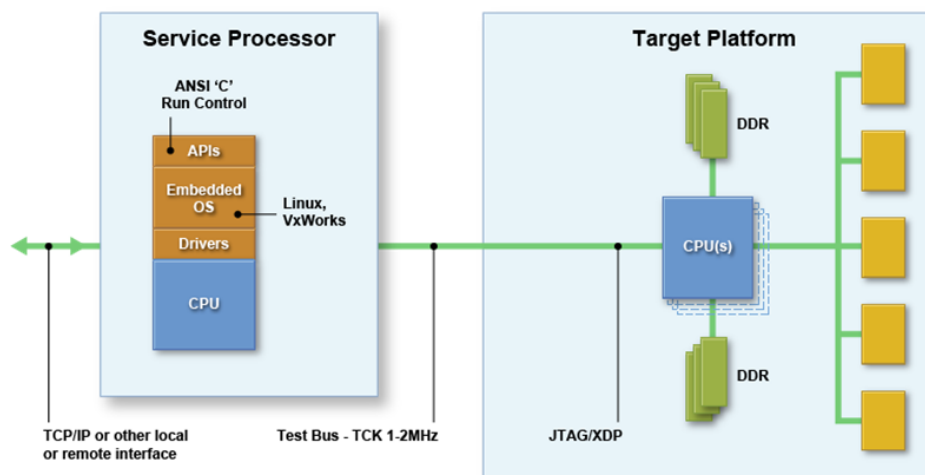 Service Processor
ANSI 'C'
Run Control
APIs
Embedded
OS
Linux,
VxWorks
Drivers
CPU
TCP/IP or other local
or remote interface
Test Bus - TCK 1-2MHz
Target Platform
DDR
CPU(s)
DDR
JTAG/XDP